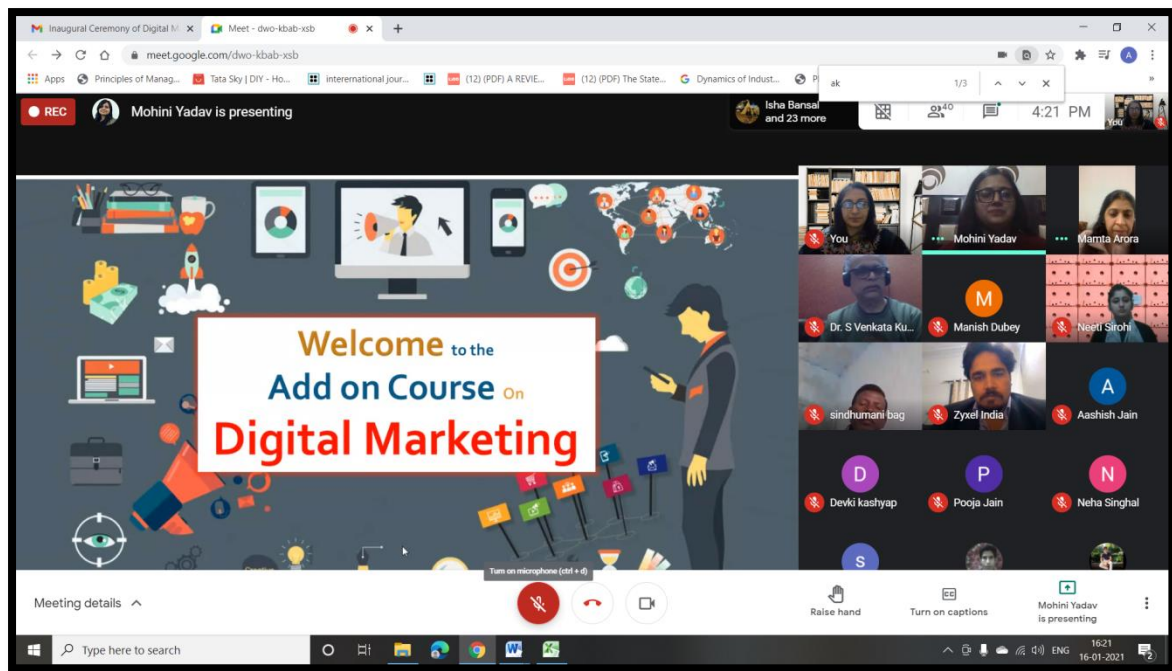 Inaugural Ceremony of Digital M
Meet - dwo-kbab-xsb
meet.google.com/dwo-kbab-xsb
Apps Principles of Manag... Tata Sky | DIY - Ho... interernational jour... (12) (PDF) A REVIE... (12) (PDF) The State... Dynamics of Indust... P
ak 1/3
REC Mohini Yadav is presenting
Isha Bansal
and 23 more
40
4:21 PM
You
Welcome to the
Add on Course On
Digital Marketing
You
Mohini Yadav
Mamta Arora
Dr. S Venkata Ku...
M
Manish Dubey
Neeti Sirohi
sindhumani bag
Zyxel India
A
Aashish Jain
D
Devki kashyap
P
Pooja Jain
N
Neha Singhal
S
Turn on microphone (ctrl + d)
Meeting details
Raise hand
Turn on captions
Mohini Yadav
is presenting
Type here to search
ENG
16:21
16-01-2021
2